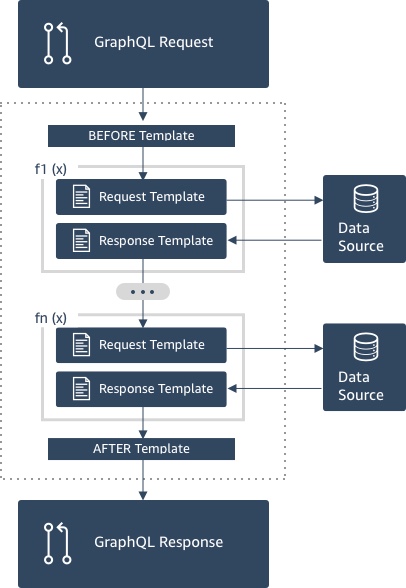 GraphQL Request
BEFORE Template
f1 (x)
Request Template
Response Template
Data
Source
fn (x)
Request Template
Response Template
Data
Source
AFTER Template
GraphQL Response